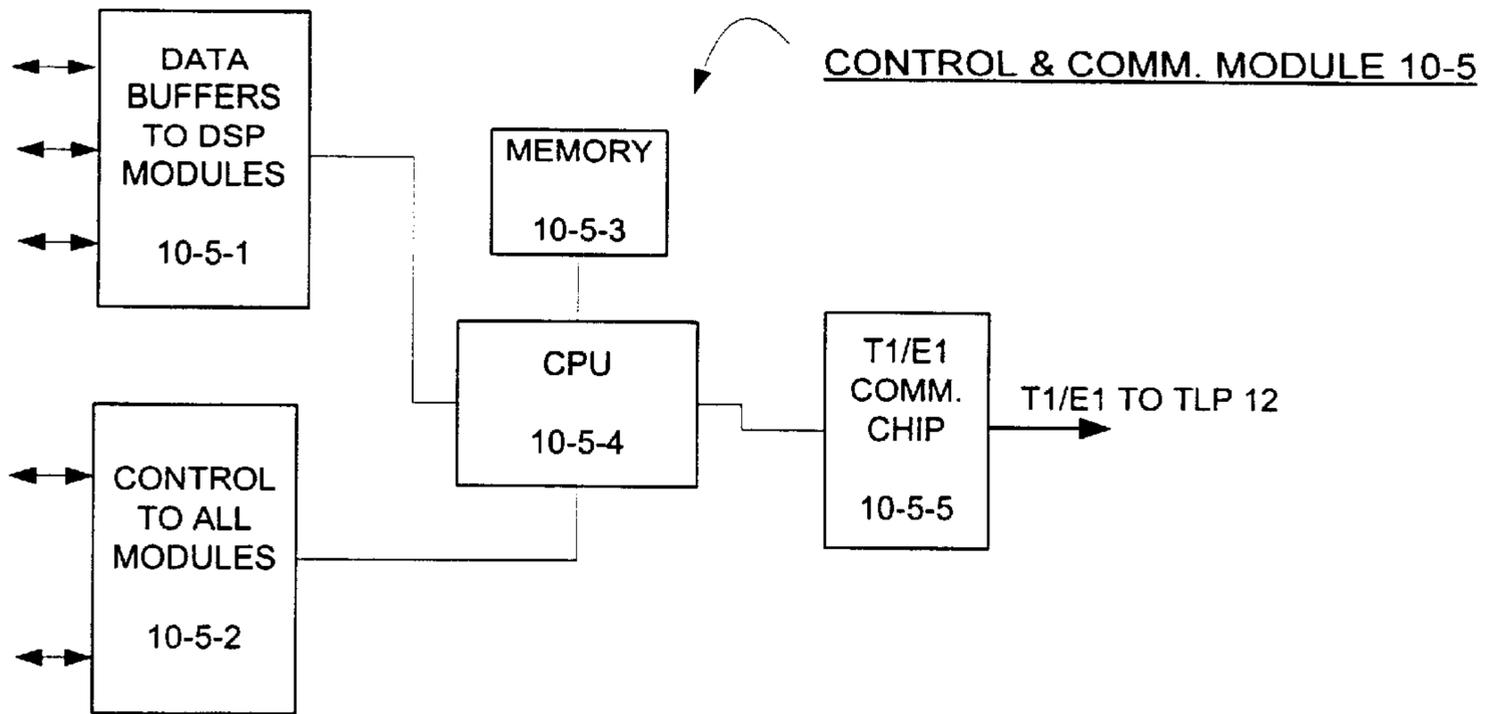 CONTROL & COMM. MODULE 10-5
DATA
BUFFERS
TO DSP
MODULES
10-5-1
MEMORY
10-5-3
CPU
10-5-4
T1/E1
COMM.
CHIP
10-5-5
T1/E1 TO TLP 12
CONTROL
TO ALL
MODULES
10-5-2